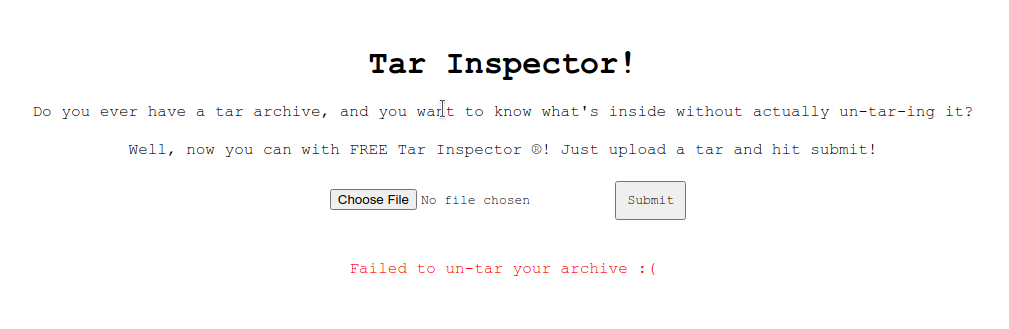 Tar Inspector!
Do you ever have a tar archive, and you want to know what's inside without actually un-tar-ing it?
Well, now you can with FREE Tar Inspector ®! Just upload a tar and hit submit!
Choose File No file chosen Submit
Failed to un-tar your archive :(